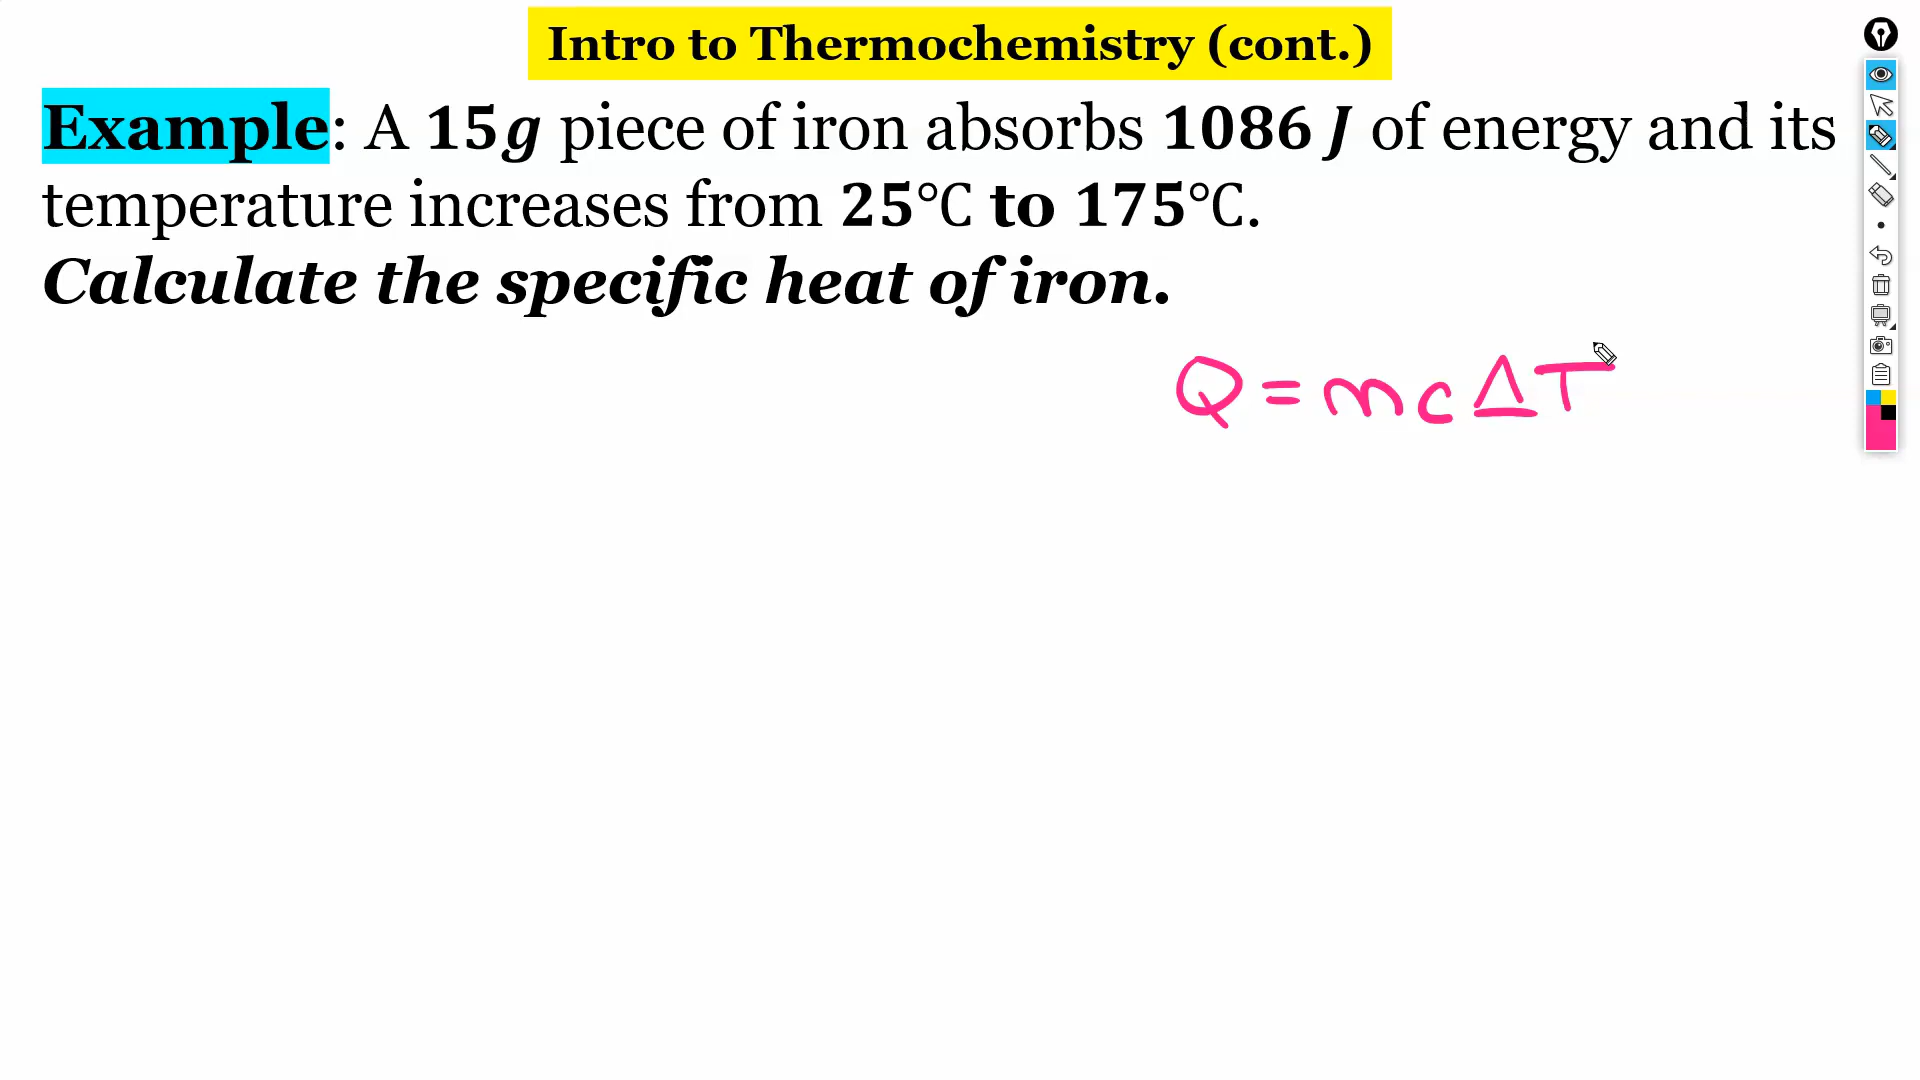 Intro to Thermochemistry (cont.)
Example: A 15g piece of iron absorbs 1086 J of energy and its
temperature increases from 25℃ to 175℃.
Calculate the specific heat of iron.
Q = mcΔT